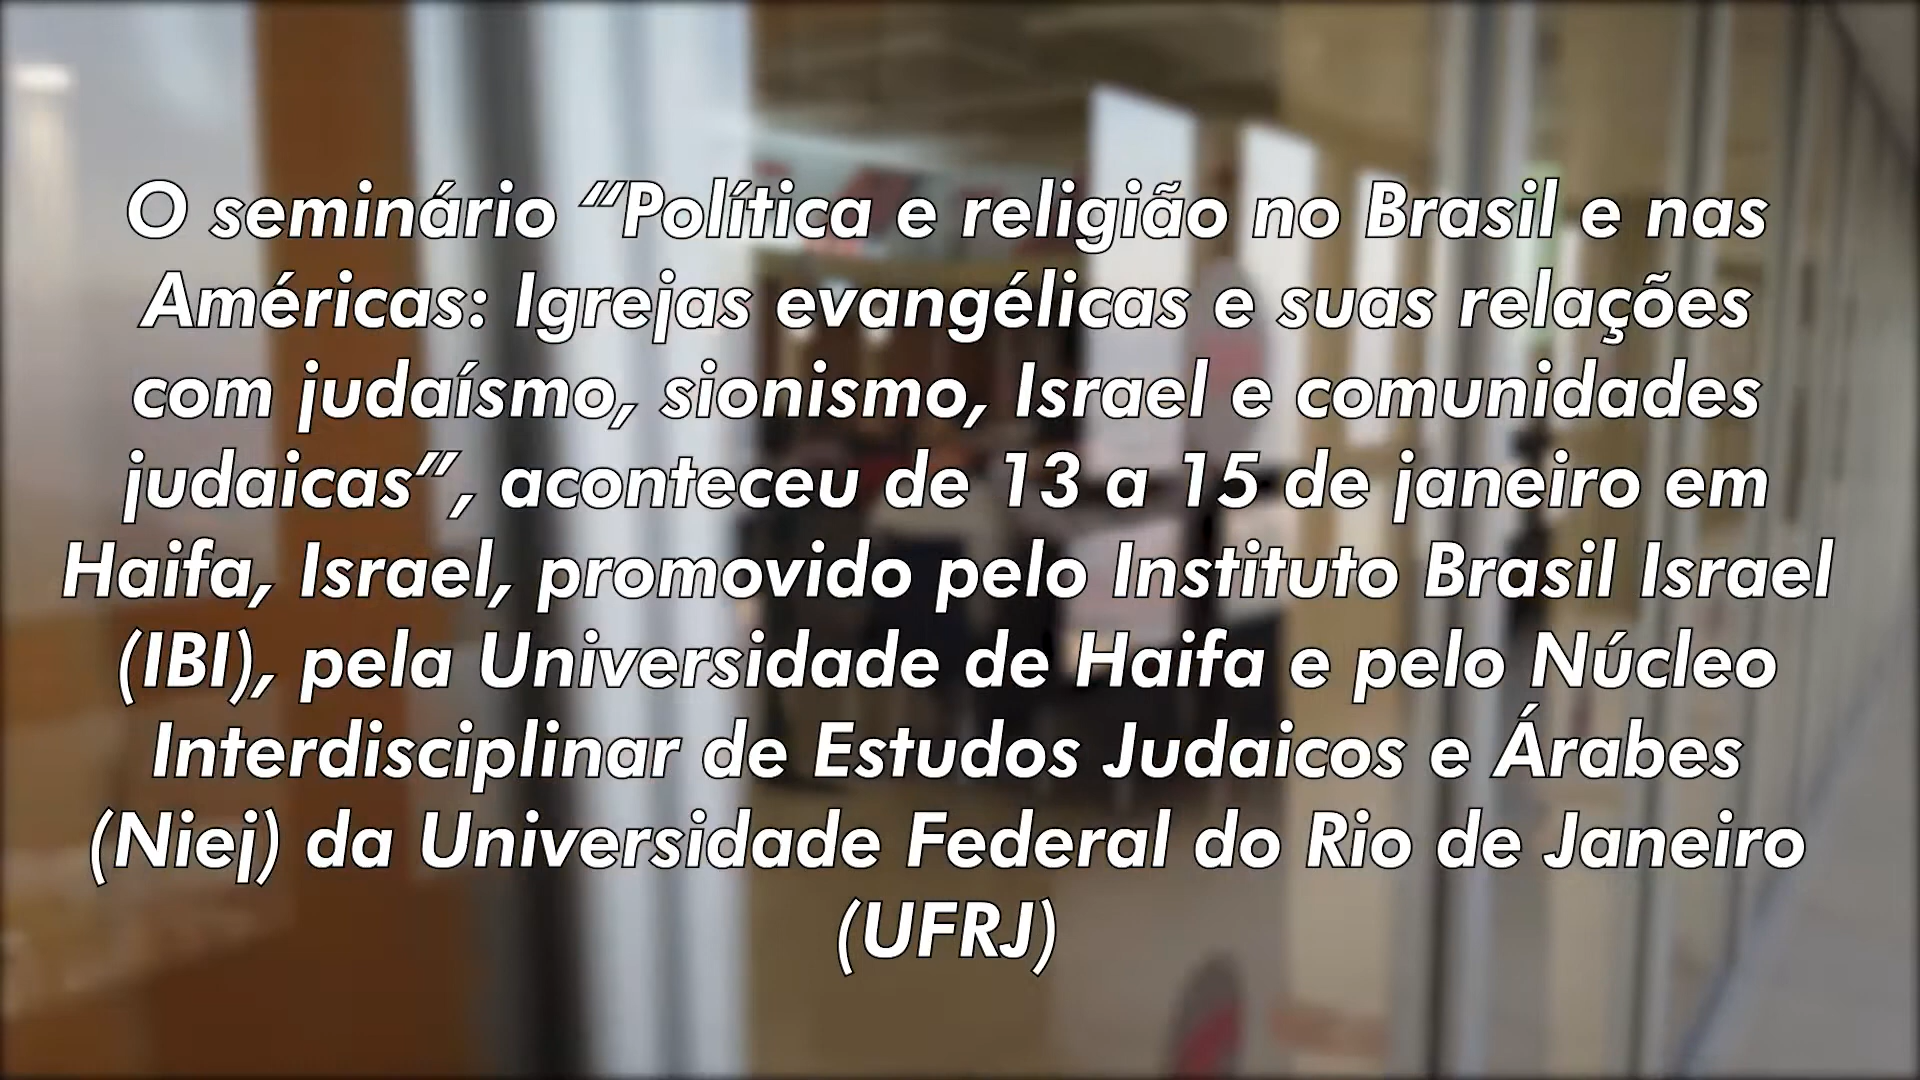 O seminário “Política e religião no Brasil e nas
Américas: Igrejas evangélicas e suas relações
com judaísmo, sionismo, Israel e comunidades
judaicas”, aconteceu de 13 a 15 de janeiro em
Haifa, Israel, promovido pelo Instituto Brasil Israel
(IBI), pela Universidade de Haifa e pelo Núcleo
Interdisciplinar de Estudos Judaicos e Árabes
(Niej) da Universidade Federal do Rio de Janeiro
(UFRJ)